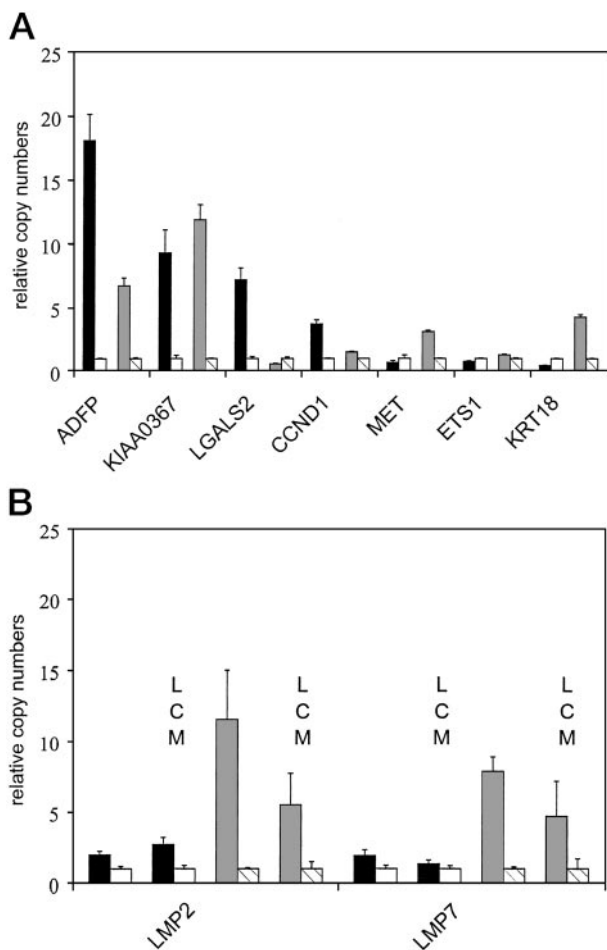 A
25
20
15
10
5
0
relative copy numbers
ADFP
KIAA0367
LGALS2
CCND1
MET
ETS1
KRT18
B
25
20
15
10
5
0
relative copy numbers
L
C
M
L
C
M
L
C
M
L
C
M
LMP2
LMP7